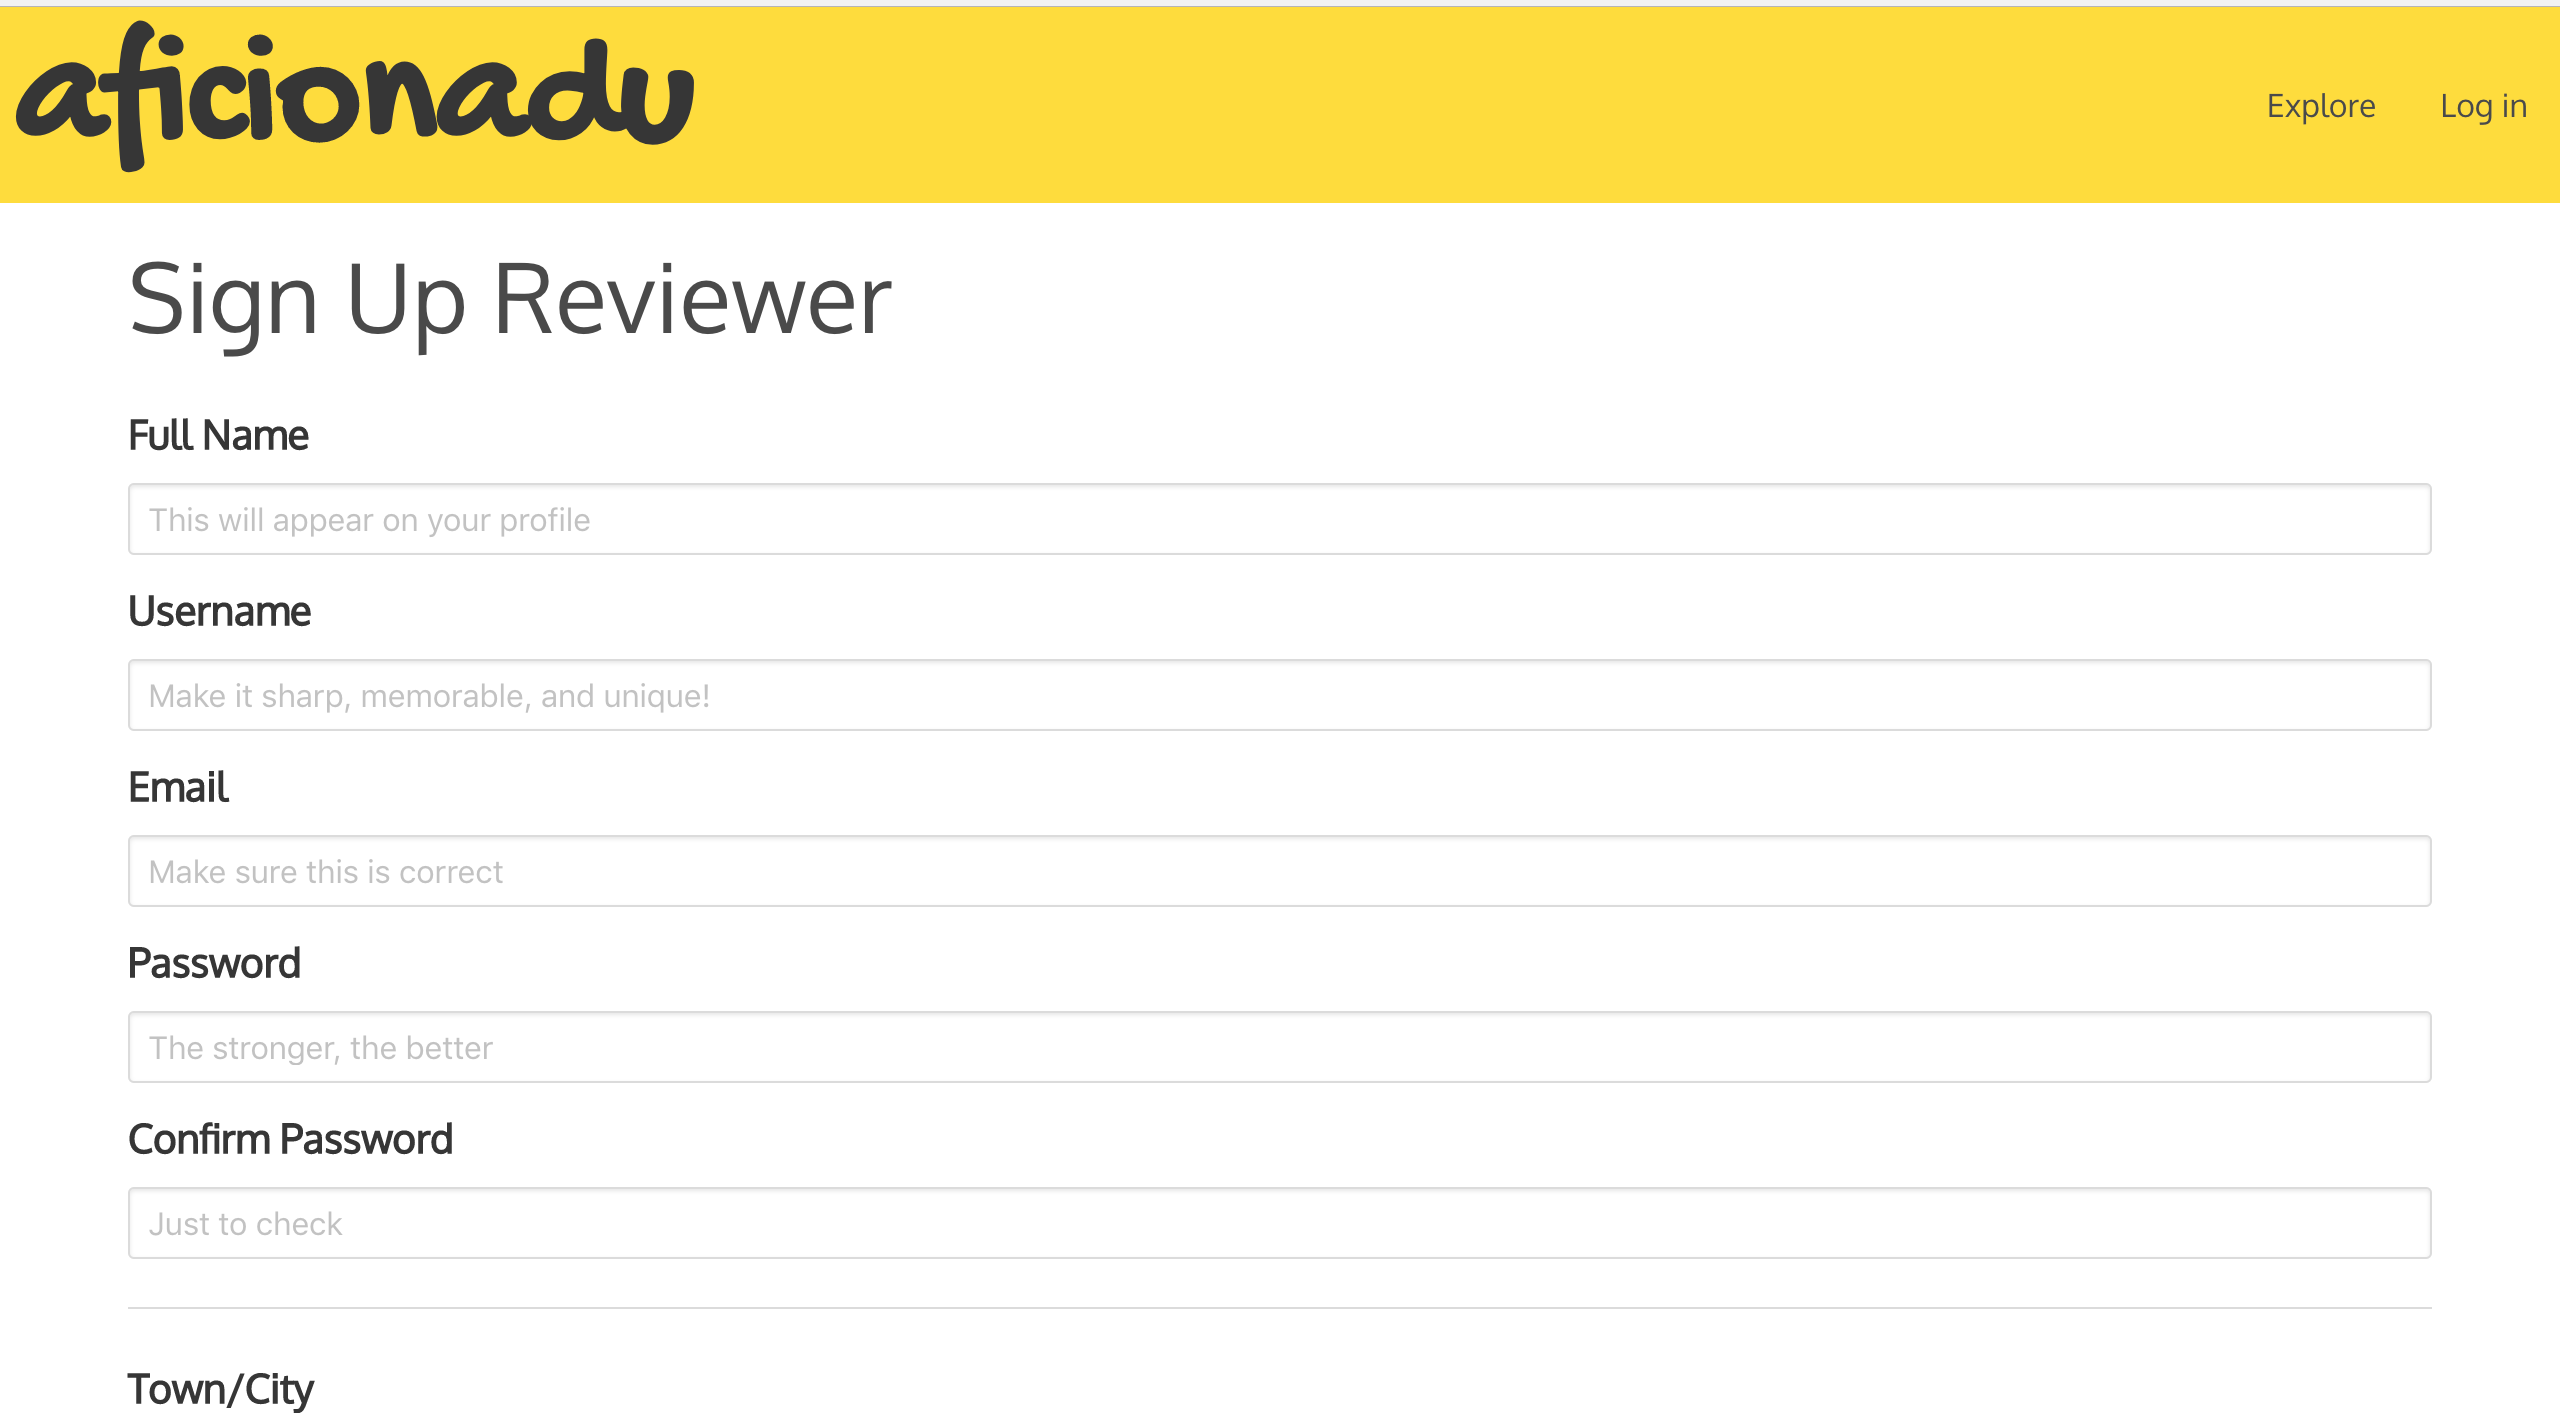 aficionadu
Explore
Log in
Sign Up Reviewer
Full Name
This will appear on your profile
Username
Make it sharp, memorable, and unique!
Email
Make sure this is correct
Password
The stronger, the better
Confirm Password
Just to check
Town/City